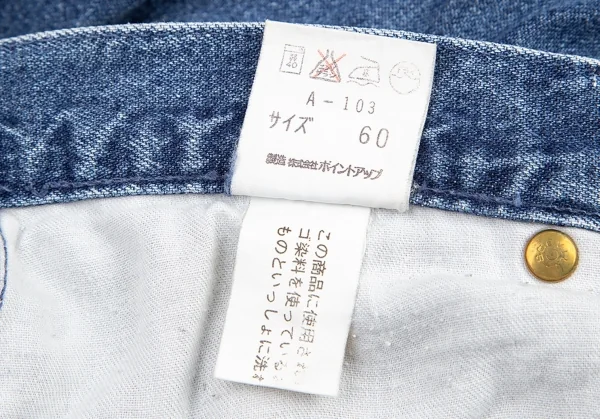 40
A-103
サイズ 60
製造 株式会社ポイントアップ
この商品に使用され
ゴ染料を使っている
ものといっしょに洗